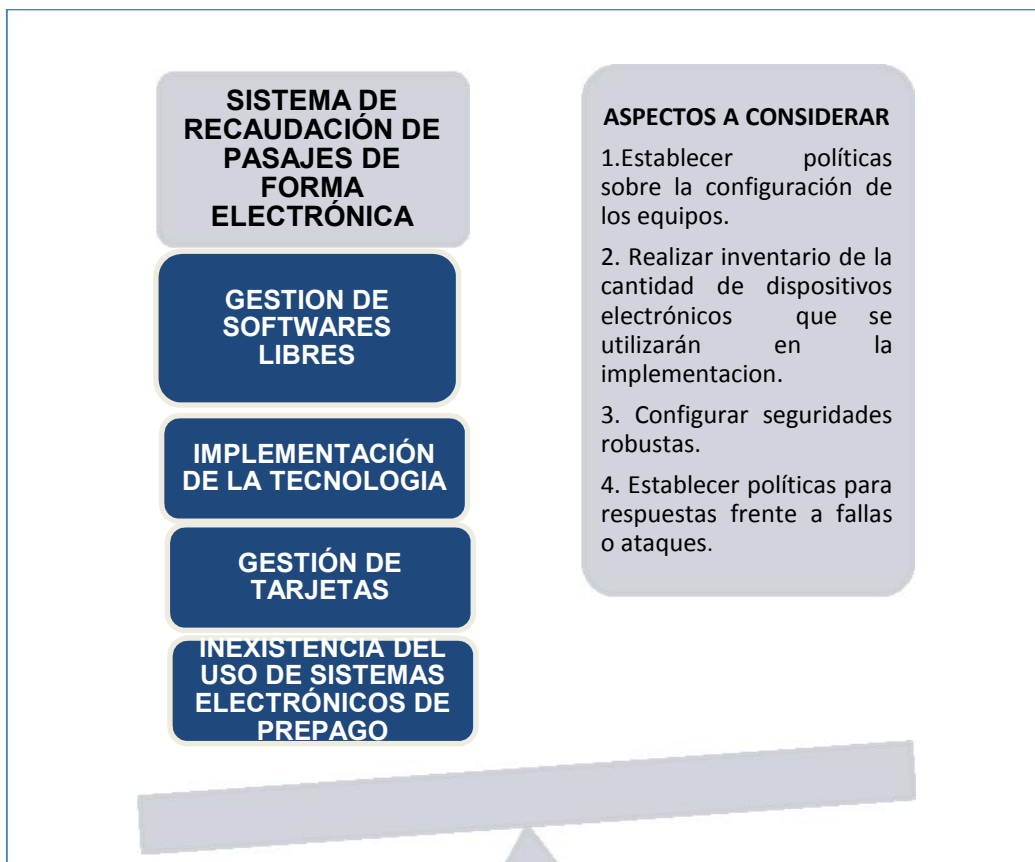 SISTEMA DE
RECAUDACIÓN DE
PASAJES DE
FORMA
ELECTRÓNICA
GESTION DE
SOFTWARES
LIBRES
IMPLEMENTACIÓN
DE LA TECNOLOGIA
GESTIÓN DE
TARJETAS
INEXISTENCIA DEL
USO DE SISTEMAS
ELECTRÓNICOS DE
PREPAGO
ASPECTOS A CONSIDERAR
1.Establecer políticas
sobre la configuración de
los equipos.
2. Realizar inventario de la
cantidad de dispositivos
electrónicos que se
utilizarán en la
implementacion.
3. Configurar seguridades
robustas.
4. Establecer políticas para
respuestas frente a fallas
o ataques.